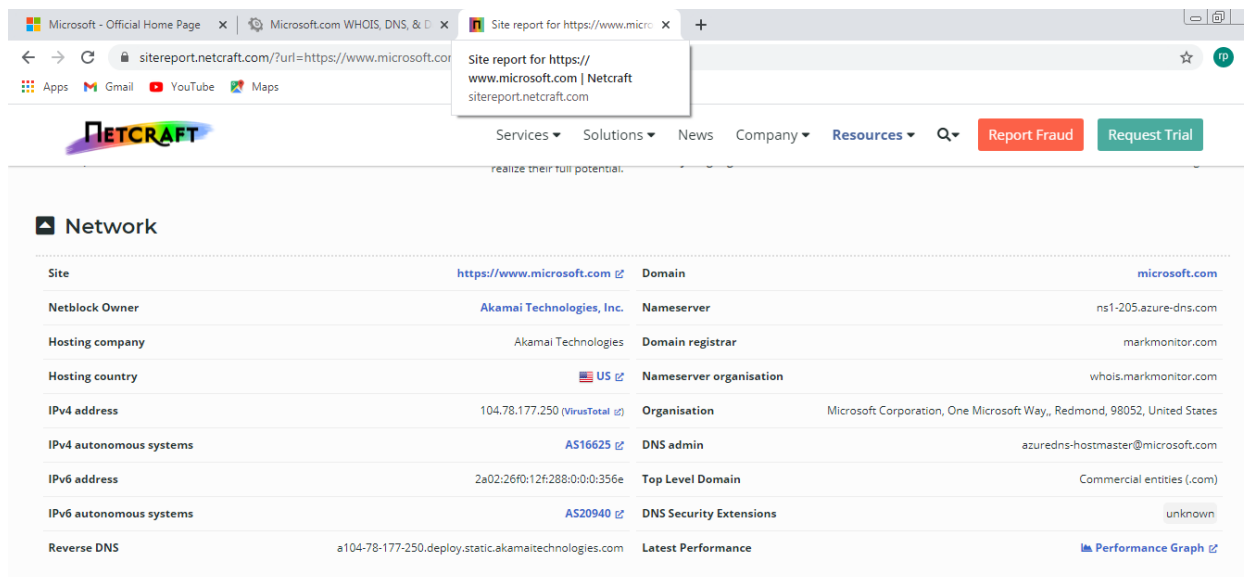 Microsoft - Official Home Page
Microsoft.com WHOIS, DNS, & D
Site report for https://www.micro
sitereport.netcraft.com/?url=https://www.microsoft.cor
rp
Site report for https://
www.microsoft.com | Netcraft
sitereport.netcraft.com
Apps Gmail YouTube Maps
NETCRAFT Services Solutions News Company Resources Report Fraud Request Trial
realize their full potential.
Network
Site https://www.microsoft.com Domain microsoft.com
Netblock Owner Akamai Technologies, Inc. Nameserver ns1-205.azure-dns.com
Hosting company Akamai Technologies Domain registrar markmonitor.com
Hosting country US Nameserver organisation whois.markmonitor.com
IPv4 address 104.78.177.250 (VirusTotal) Organisation Microsoft Corporation, One Microsoft Way,, Redmond, 98052, United States
IPv4 autonomous systems AS16625 DNS admin azuredns-hostmaster@microsoft.com
IPv6 address 2a02:26f0:12f:288:0:0:0:356e Top Level Domain Commercial entities (.com)
IPv6 autonomous systems AS20940 DNS Security Extensions unknown
Reverse DNS a104-78-177-250.deploy.static.akamaitechnologies.com Latest Performance Performance Graph